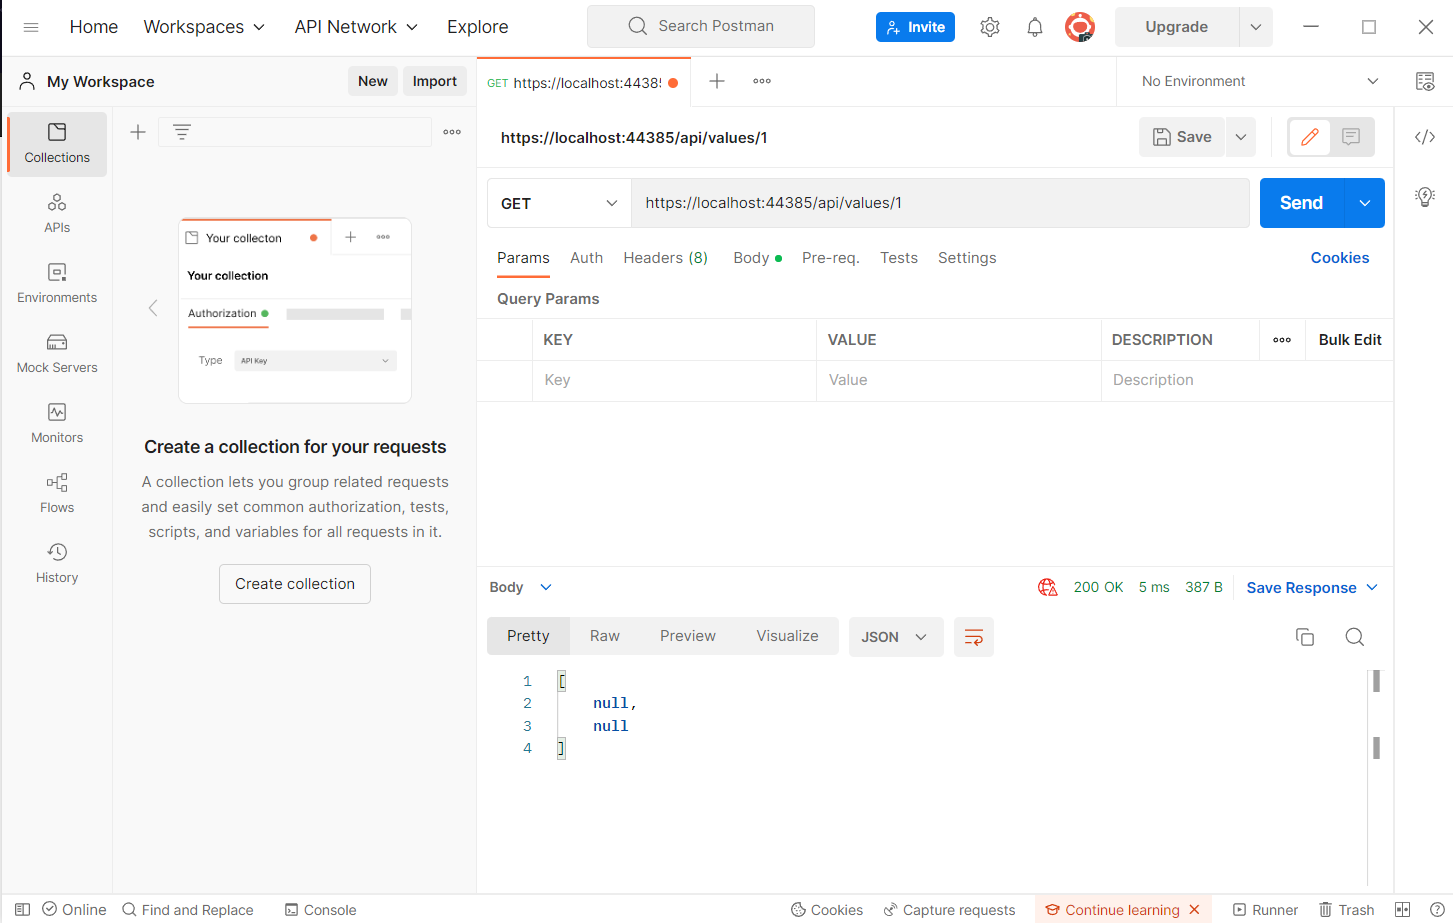 Home Workspaces API Network Explore Search Postman Invite Upgrade
My Workspace New Import GET https://localhost:4438 No Environment
Collections
APIs
Environments
Mock Servers
Monitors
Flows
History
Your collecton
Your collection
Authorization
Type API Key
Create a collection for your requests
A collection lets you group related requests
and easily set common authorization, tests,
scripts, and variables for all requests in it.
Create collection
https://localhost:44385/api/values/1 Save
GET https://localhost:44385/api/values/1 Send
Params Auth Headers (8) Body Pre-req. Tests Settings Cookies
Query Params
KEY VALUE DESCRIPTION Bulk Edit
Key Value Description
Body 200 OK 5 ms 387 B Save Response
Pretty Raw Preview Visualize JSON
1 [
2 null,
3 null
4 ]
Online Find and Replace Console Cookies Capture requests Continue learning Runner Trash